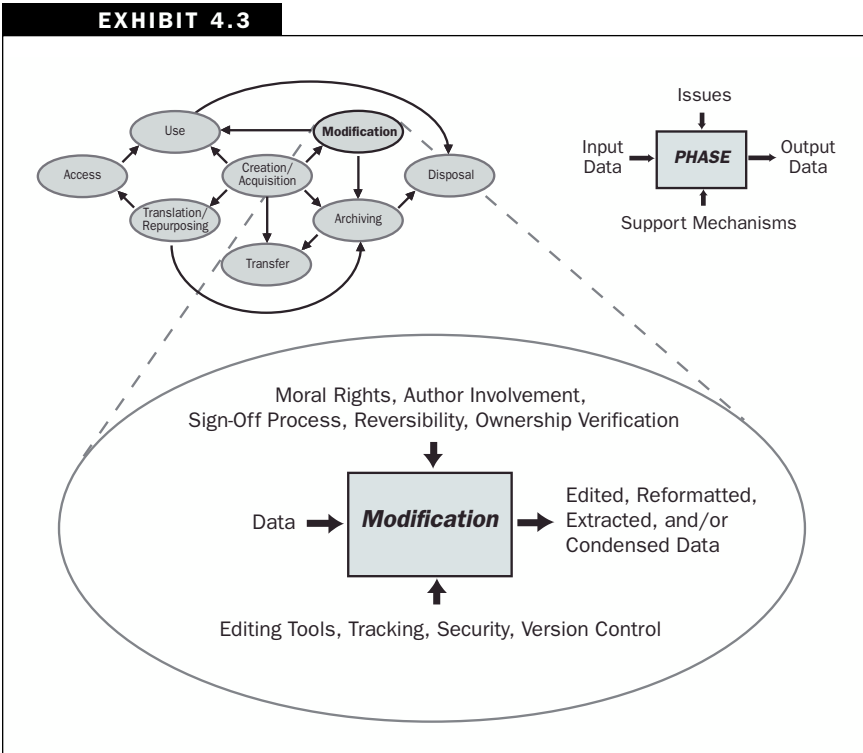 EXHIBIT 4.3
Use
Modification
Access
Creation/
Acquisition
Disposal
Translation/
Repurposing
Archiving
Transfer
Issues
Input
Data
PHASE
Output
Data
Support Mechanisms
Moral Rights, Author Involvement,
Sign-Off Process, Reversibility, Ownership Verification
Data
Modification
Edited, Reformatted,
Extracted, and/or
Condensed Data
Editing Tools, Tracking, Security, Version Control